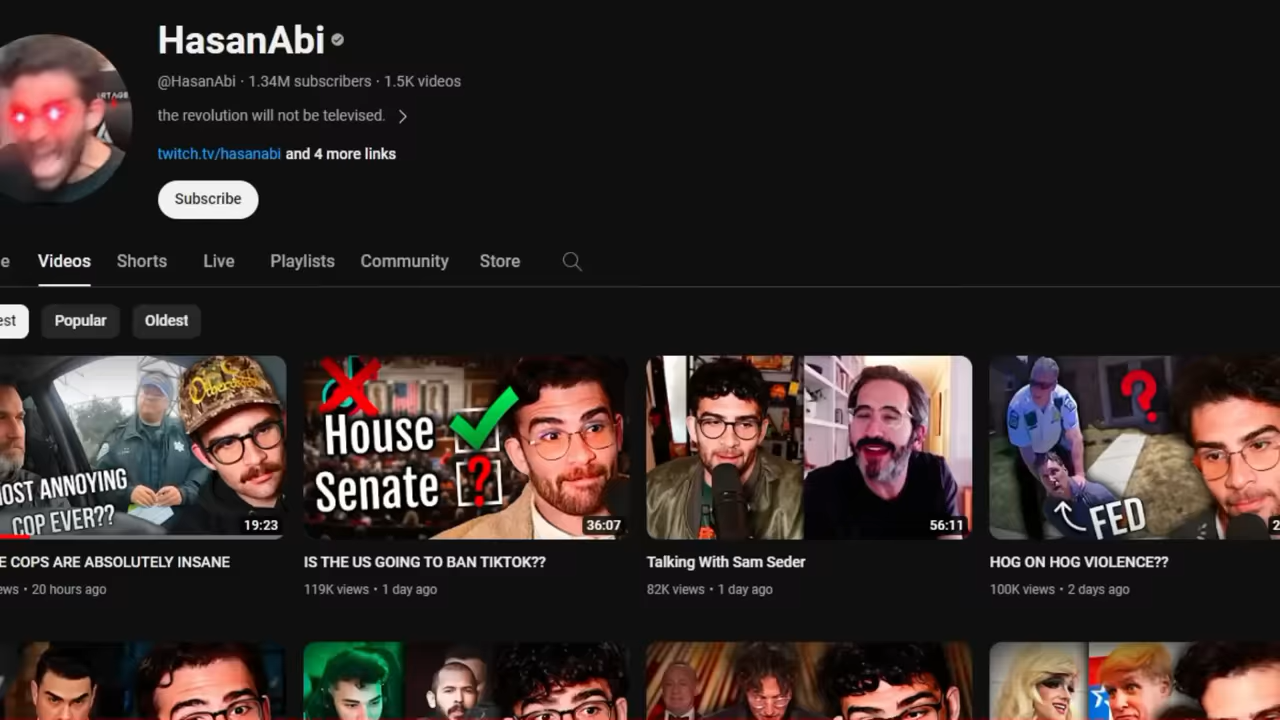 HasanAbi
@HasanAbi · 1.34M subscribers · 1.5K videos
the revolution will not be televised.
twitch.tv/hasanabi and 4 more links
Subscribe
e Videos Shorts Live Playlists Community Store
est Popular Oldest
OST ANNOYING
COP EVER??
19:23
House
Senate
?
36:07
56:11
?
FED
2
E COPS ARE ABSOLUTELY INSANE
ews • 20 hours ago
IS THE US GOING TO BAN TIKTOK??
119K views • 1 day ago
Talking With Sam Seder
82K views • 1 day ago
HOG ON HOG VIOLENCE??
100K views • 2 days ago